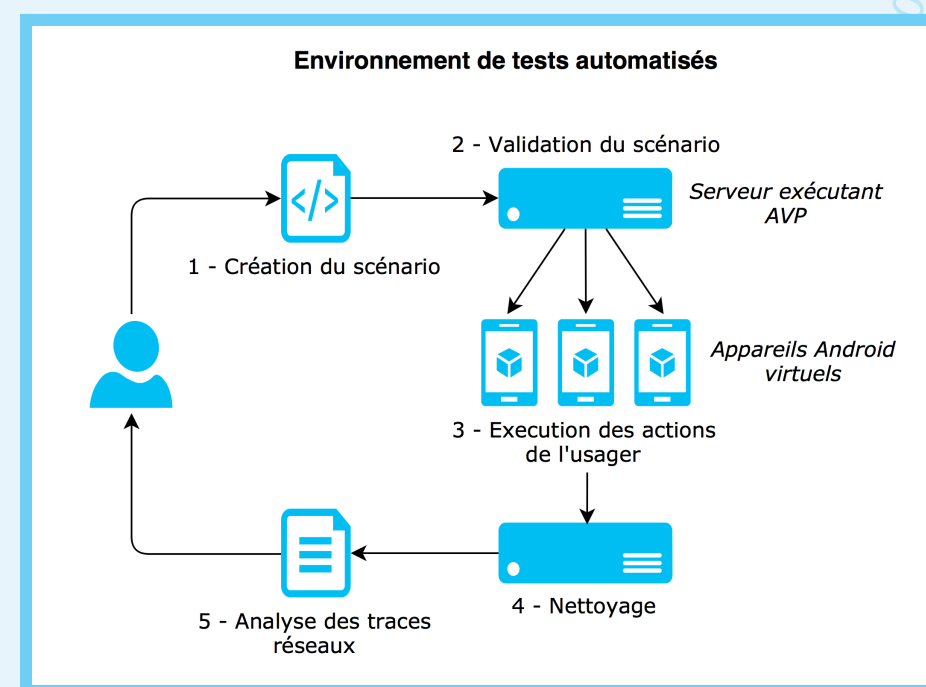 Environnement de tests automatisés
2 - Validation du scénario
Serveur exécutant
AVP
</>
1 - Création du scénario
Appareils Android
virtuels
3 - Execution des actions
de l'usager
4 - Nettoyage
5 - Analyse des traces
réseaux